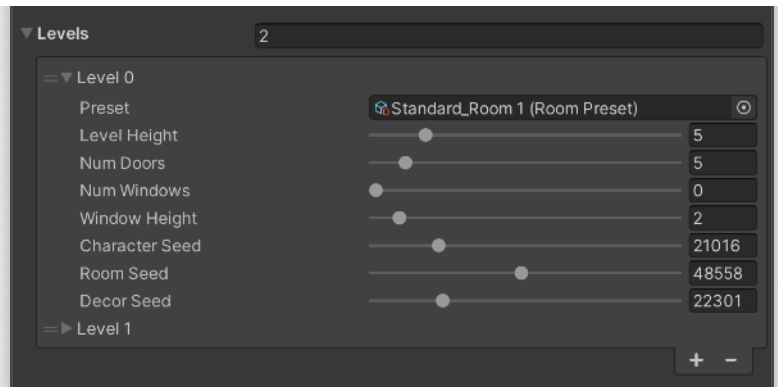 Levels 2
Level 0
Preset Standard_Room 1 (Room Preset)
Level Height 5
Num Doors 5
Num Windows 0
Window Height 2
Character Seed 21016
Room Seed 48558
Decor Seed 22301
Level 1
+ -